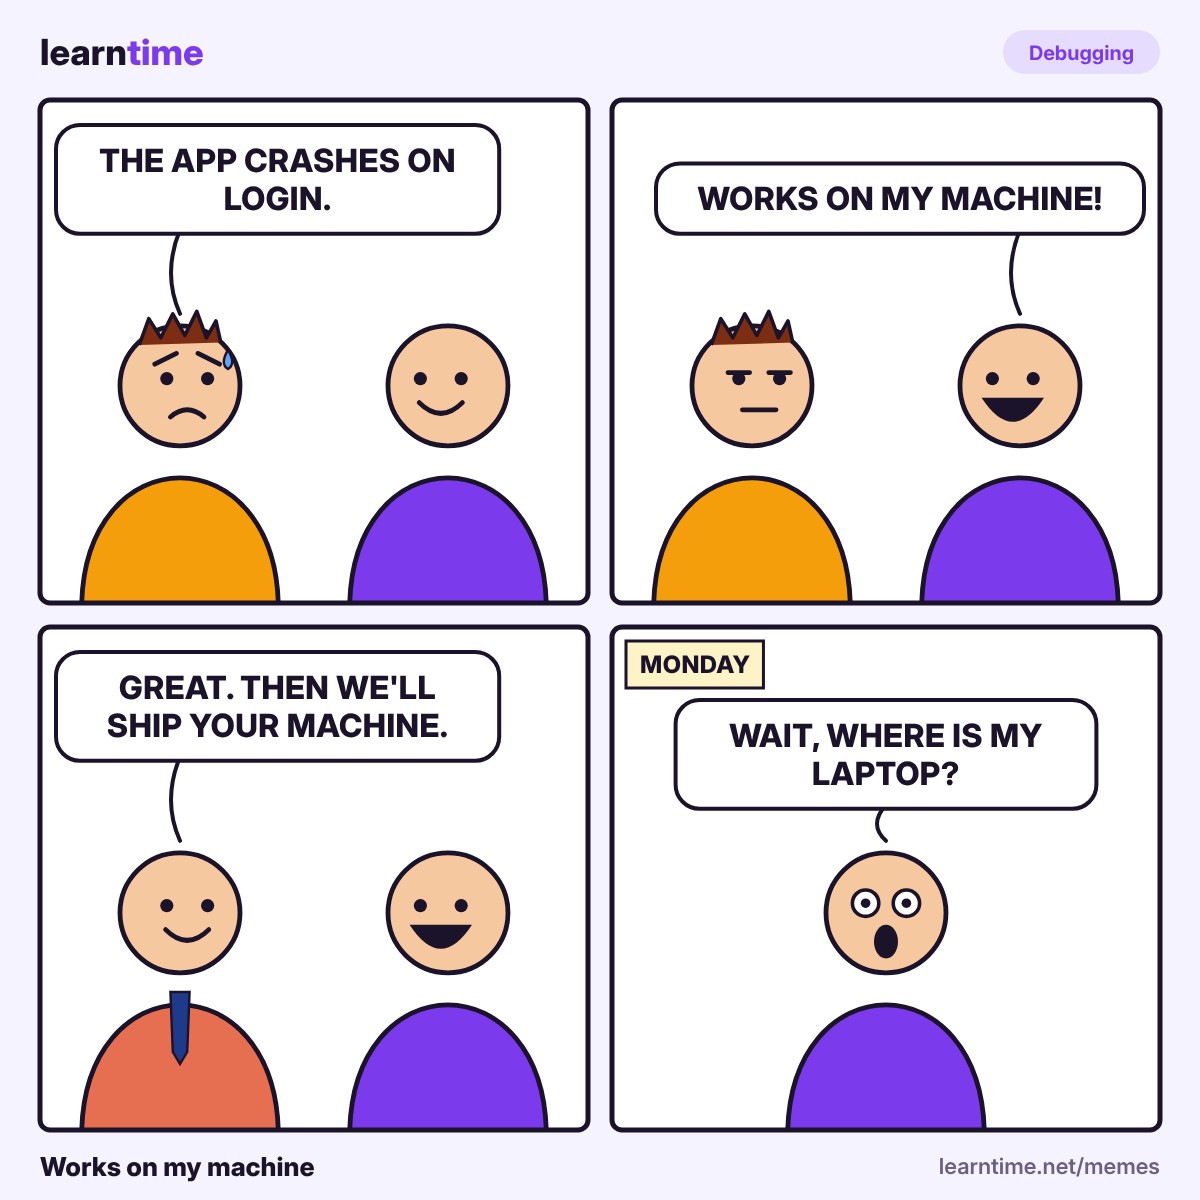 learntime
Debugging
THE APP CRASHES ON
LOGIN.
WORKS ON MY MACHINE!
GREAT. THEN WE'LL
SHIP YOUR MACHINE.
MONDAY
WAIT, WHERE IS MY
LAPTOP?
Works on my machine
learntime.net/memes